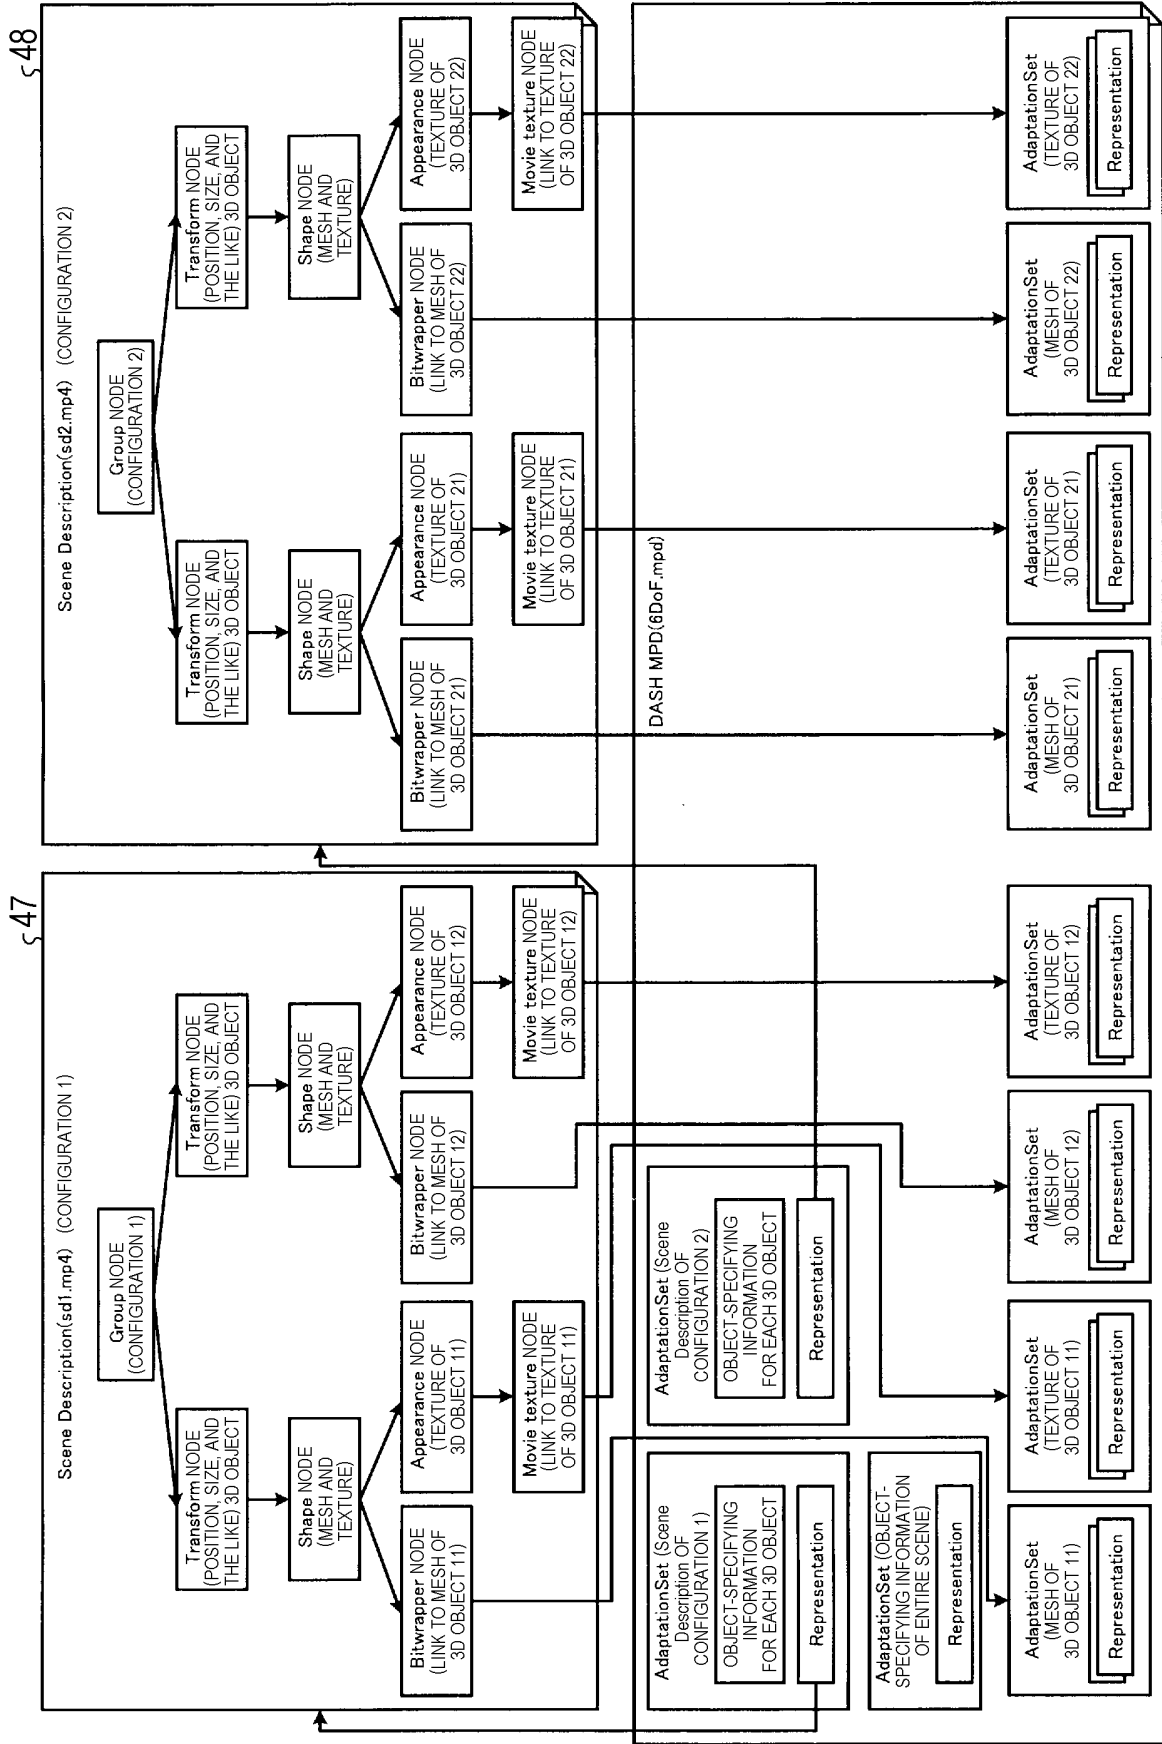 47
Scene Description(sd1.mp4) (CONFIGURATION 1)
Group NODE
(CONFIGURATION 1)
Transform NODE
(POSITION, SIZE, AND
THE LIKE) 3D OBJECT
Transform NODE
(POSITION, SIZE, AND
THE LIKE) 3D OBJECT
Shape NODE
(MESH AND
TEXTURE)
Shape NODE
(MESH AND
TEXTURE)
Bitwrapper NODE
(LINK TO MESH OF
3D OBJECT 11)
Appearance NODE
(TEXTURE OF
3D OBJECT 11)
Bitwrapper NODE
(LINK TO MESH OF
3D OBJECT 12)
Appearance NODE
(TEXTURE OF
3D OBJECT 12)
Movie texture NODE
(LINK TO TEXTURE
OF 3D OBJECT 11)
Movie texture NODE
(LINK TO TEXTURE
OF 3D OBJECT 12)
48
Scene Description(sd2.mp4) (CONFIGURATION 2)
Group NODE
(CONFIGURATION 2)
Transform NODE
(POSITION, SIZE, AND
THE LIKE) 3D OBJECT
Transform NODE
(POSITION, SIZE, AND
THE LIKE) 3D OBJECT
Shape NODE
(MESH AND
TEXTURE)
Shape NODE
(MESH AND
TEXTURE)
Bitwrapper NODE
(LINK TO MESH OF
3D OBJECT 21)
Appearance NODE
(TEXTURE OF
3D OBJECT 21)
Bitwrapper NODE
(LINK TO MESH OF
3D OBJECT 22)
Appearance NODE
(TEXTURE OF
3D OBJECT 22)
Movie texture NODE
(LINK TO TEXTURE
OF 3D OBJECT 21)
Movie texture NODE
(LINK TO TEXTURE
OF 3D OBJECT 22)
DASH MPD(6DoF.mpd)
AdaptationSet (Scene
Description OF
CONFIGURATION 1)
OBJECT-SPECIFYING
INFORMATION
FOR EACH 3D OBJECT
Representation
AdaptationSet (Scene
Description OF
CONFIGURATION 2)
OBJECT-SPECIFYING
INFORMATION
FOR EACH 3D OBJECT
Representation
AdaptationSet (OBJECT-
SPECIFYING INFORMATION
OF ENTIRE SCENE)
Representation
AdaptationSet
(MESH OF
3D OBJECT 11)
Representation
AdaptationSet
(TEXTURE OF
3D OBJECT 11)
Representation
AdaptationSet
(MESH OF
3D OBJECT 12)
Representation
AdaptationSet
(TEXTURE OF
3D OBJECT 12)
Representation
AdaptationSet
(MESH OF
3D OBJECT 21)
Representation
AdaptationSet
(TEXTURE OF
3D OBJECT 21)
Representation
AdaptationSet
(MESH OF
3D OBJECT 22)
Representation
AdaptationSet
(TEXTURE OF
3D OBJECT 22)
Representation